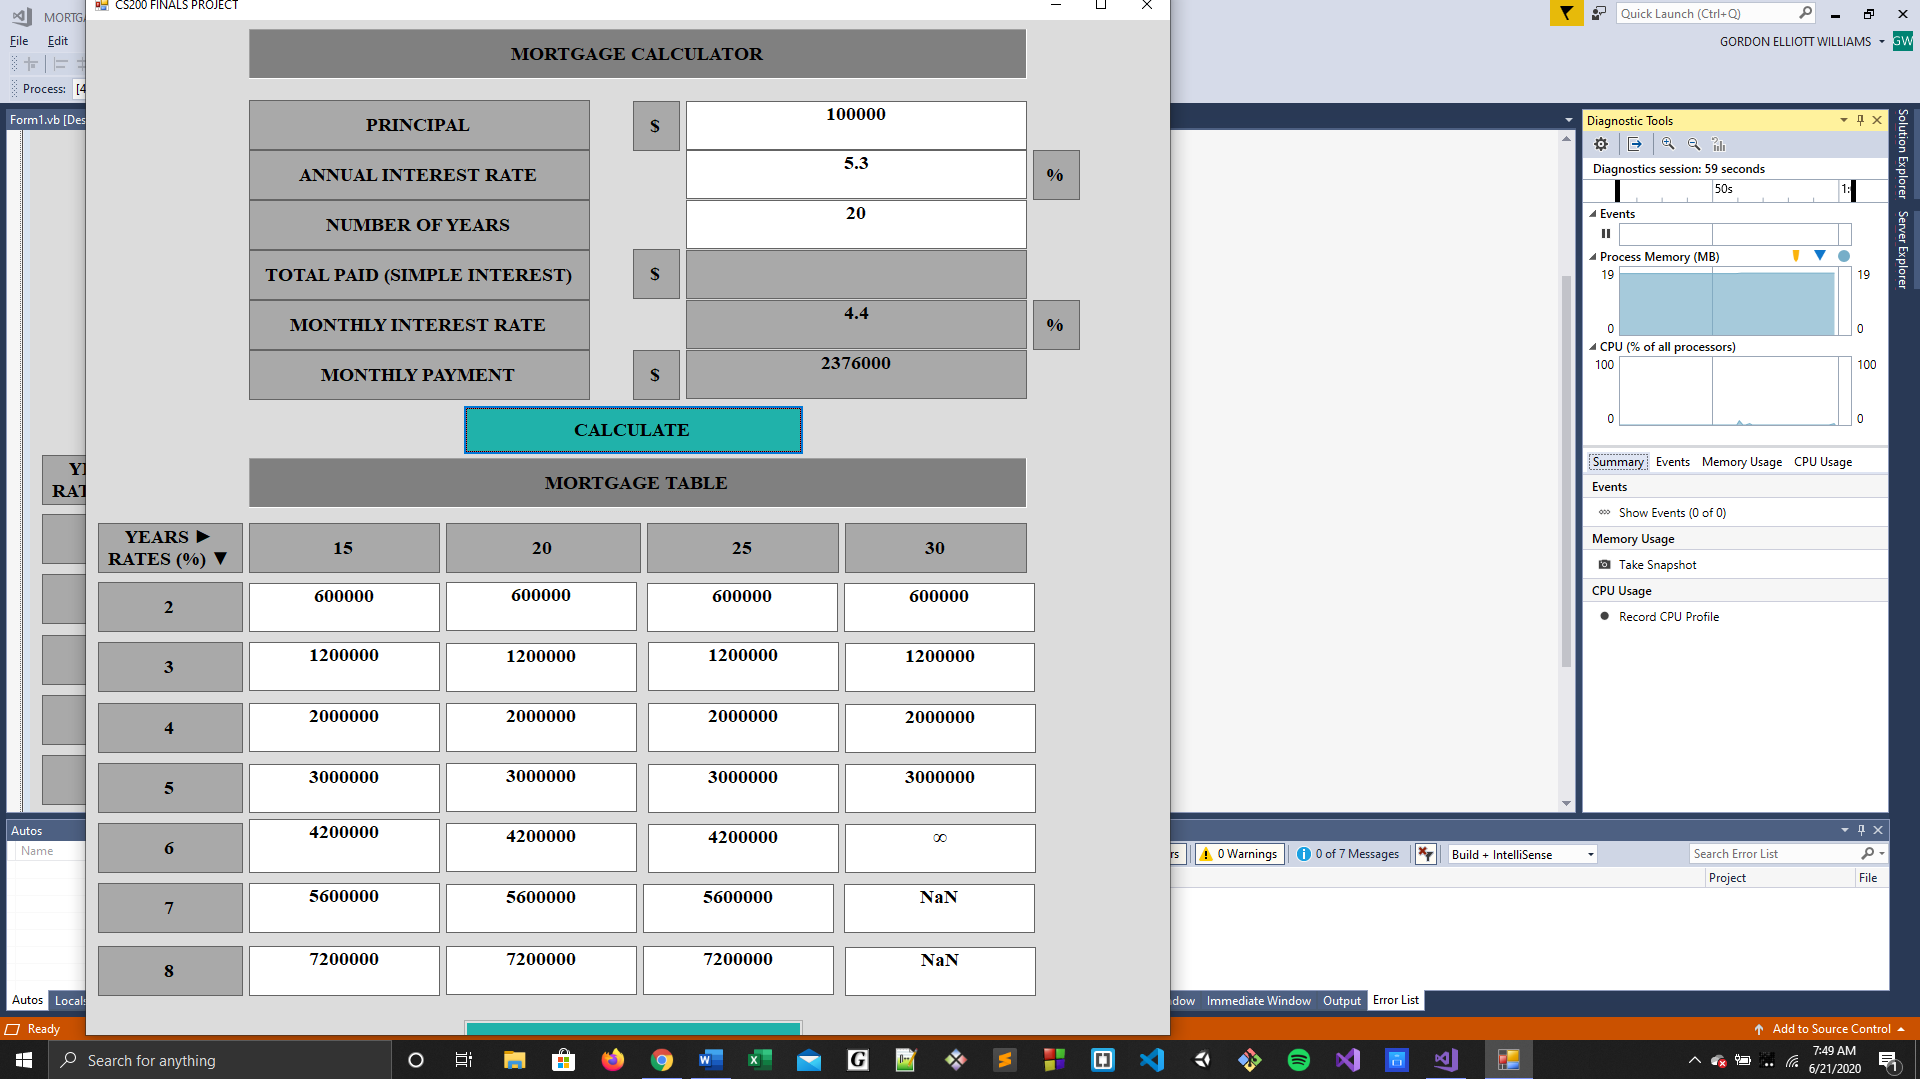 CS200 FINALS PROJECT
MORTGA
Quick Launch (Ctrl+Q)
File Edit
GORDON ELLIOTT WILLIAMS GW
Process: [4
Form1.vb [Des
MORTGAGE CALCULATOR
PRINCIPAL $ 100000
ANNUAL INTEREST RATE 5.3 %
NUMBER OF YEARS 20
TOTAL PAID (SIMPLE INTEREST) $
MONTHLY INTEREST RATE 4.4 %
MONTHLY PAYMENT $ 2376000
CALCULATE
MORTGAGE TABLE
YEARS ► 15 20 25 30
RATES (%) ▼
2 600000 600000 600000 600000
3 1200000 1200000 1200000 1200000
4 2000000 2000000 2000000 2000000
5 3000000 3000000 3000000 3000000
6 4200000 4200000 4200000 ∞
7 5600000 5600000 5600000 NaN
8 7200000 7200000 7200000 NaN
YE
RAT
Diagnostic Tools
Diagnostics session: 59 seconds
50s 1:
Events
Process Memory (MB)
19 19
0 0
CPU (% of all processors)
100 100
0 0
Summary Events Memory Usage CPU Usage
Events
Show Events (0 of 0)
Memory Usage
Take Snapshot
CPU Usage
Record CPU Profile
Solution Explorer
Server Explorer
Autos
Name
Autos Locals
rs 0 Warnings 0 of 7 Messages Build + IntelliSense Search Error List
Project File
dow Immediate Window Output Error List
Ready
Add to Source Control
Search for anything
7:49 AM
6/21/2020
1